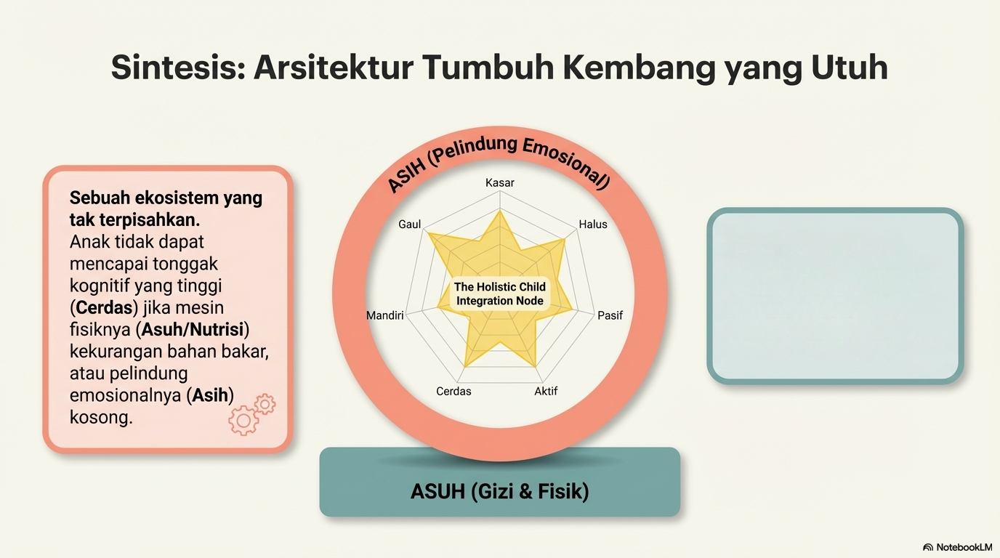 Sintesis: Arsitektur Tumbuh Kembang yang Utuh
Sebuah ekosistem yang
tak terpisahkan.
Anak tidak dapat
mencapai tonggak
kognitif yang tinggi
(Cerdas) jika mesin
fisiknya (Asuh/Nutrisi)
kekurangan bahan bakar,
atau pelindung
emosionalnya (Asih)
kosong.
ASIH (Pelindung Emosional)
Kasar
Gaul
Halus
The Holistic Child
Integration Node
Mandiri
Pasif
Cerdas
Aktif
ASUH (Gizi & Fisik)
NotebookLM